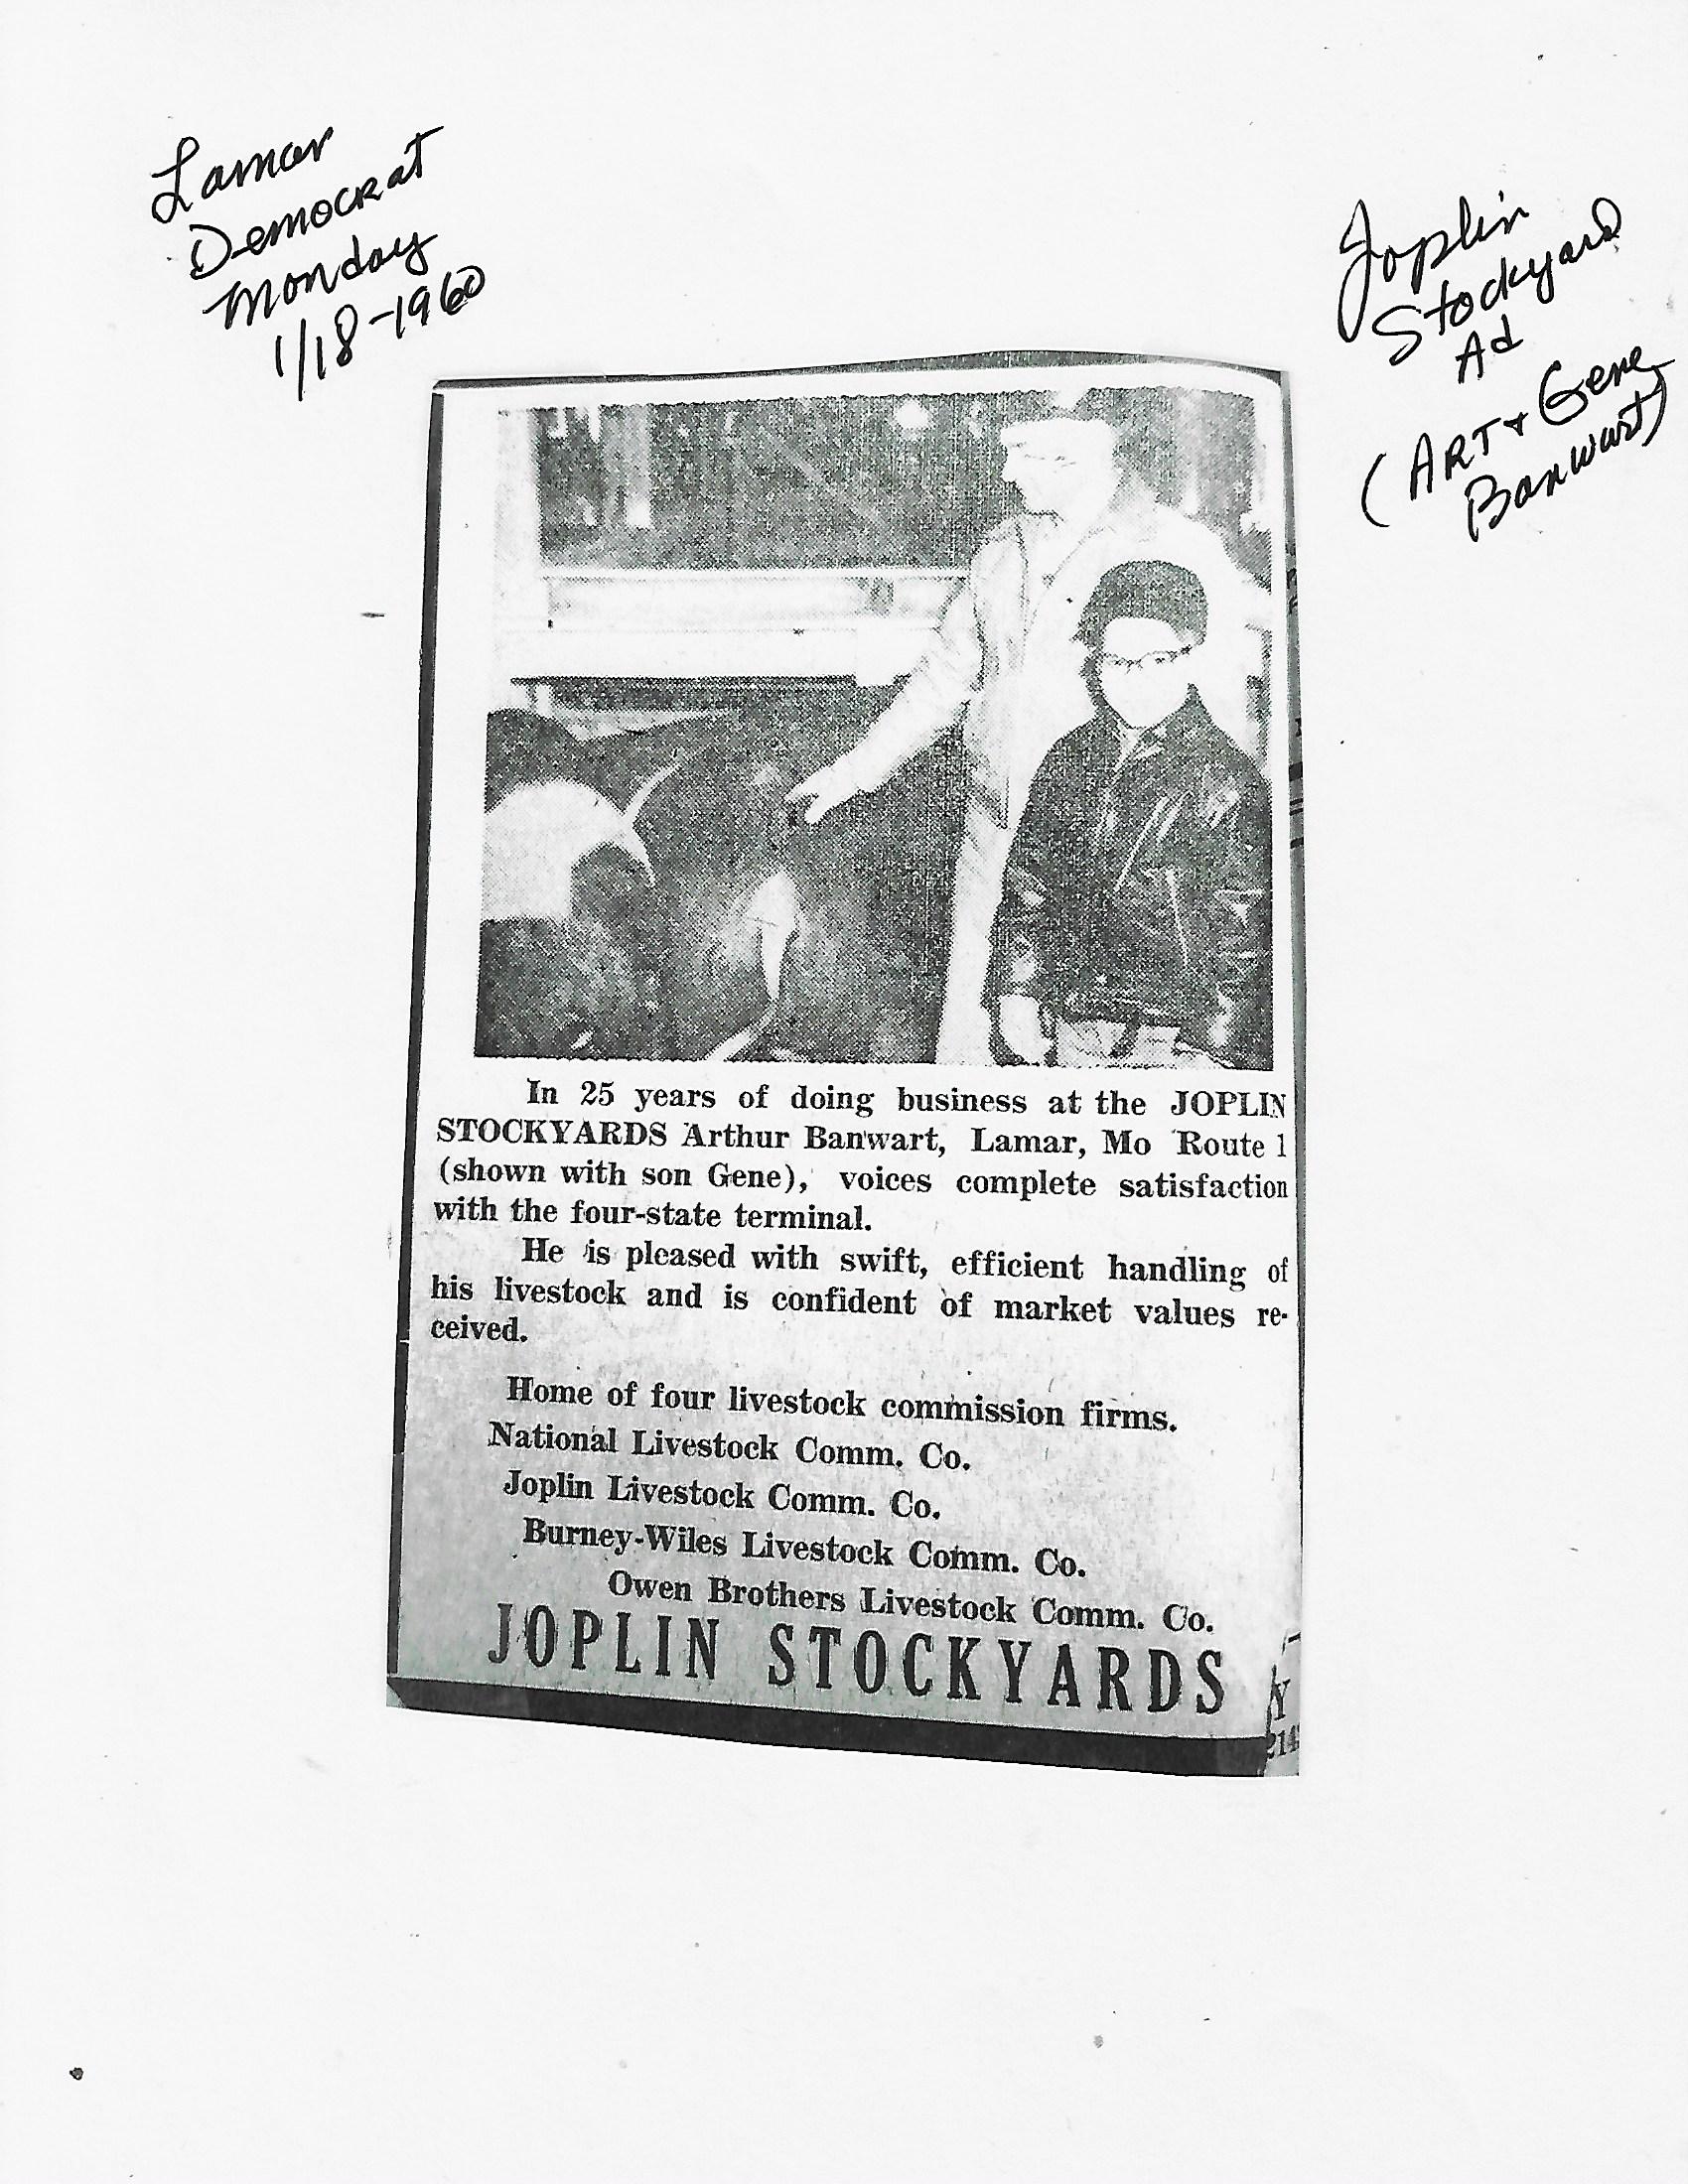 Lamar
Democrat
Monday
1/18-1960
Joplin
Stockyard
Ad
(ART + Gene
Banwart)
In 25 years of doing business at the JOPLIN
STOCKYARDS Arthur Banwart, Lamar, Mo Route 1
(shown with son Gene), voices complete satisfaction
with the four-state terminal.
He is pleased with swift, efficient handling of
his livestock and is confident of market values re-
ceived.
Home of four livestock commission firms.
National Livestock Comm. Co.
Joplin Livestock Comm. Co.
Burney-Wiles Livestock Comm. Co.
Owen Brothers Livestock Comm. Co.
JOPLIN STOCKYARDS
Y
214